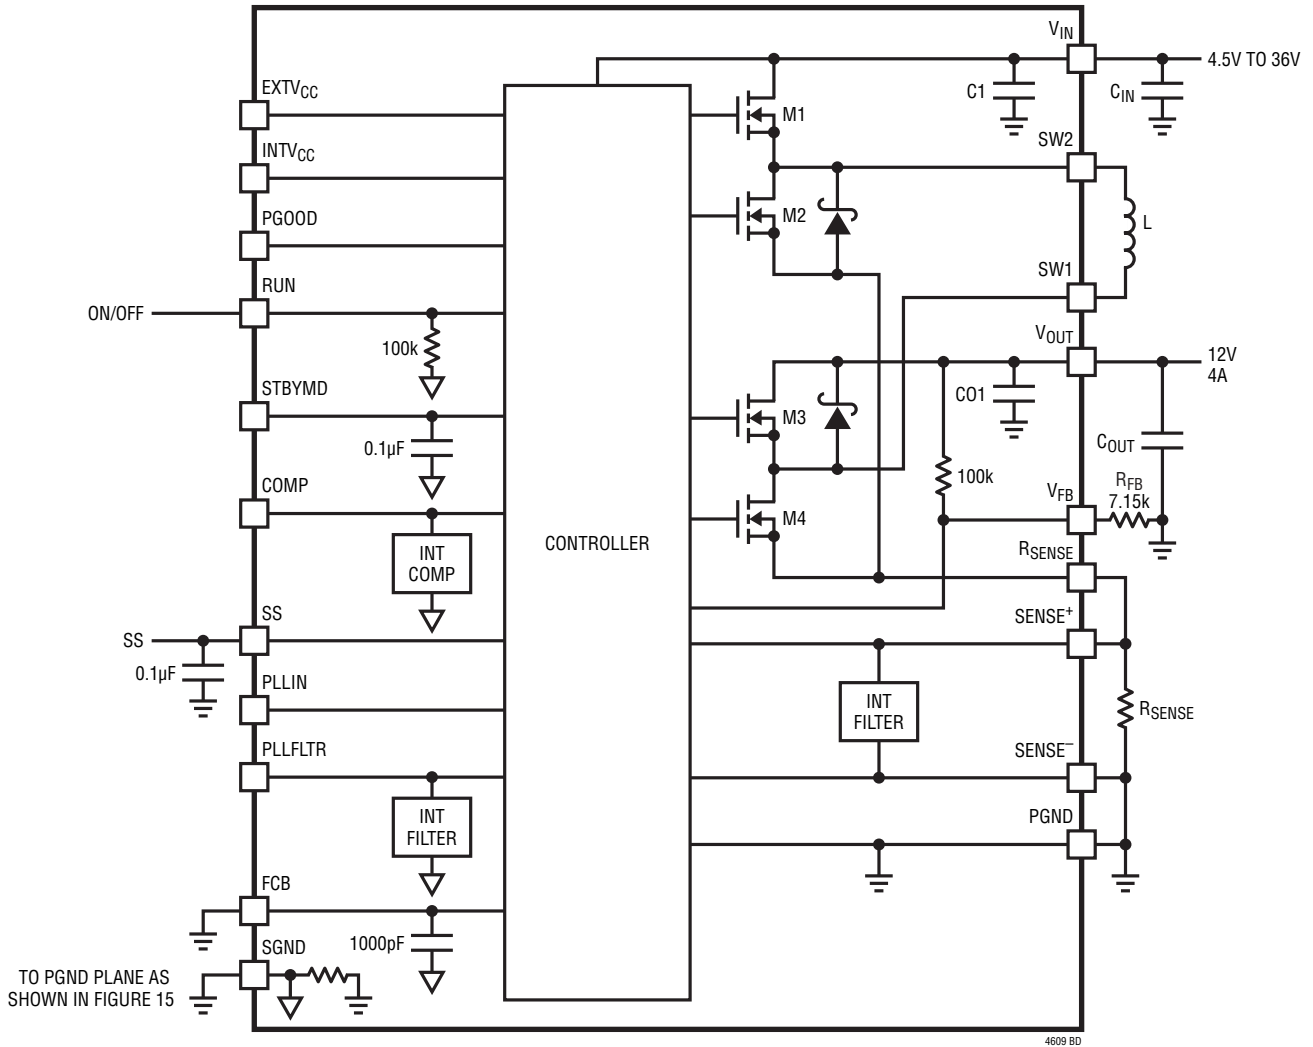 EXTVCC
INTVCC
PGOOD
RUN
ON/OFF
100k
STBYMD
0.1µF
COMP
INT
COMP
SS
SS
0.1µF
PLLIN
PLLFLTR
INT
FILTER
FCB
1000pF
SGND
TO PGND PLANE AS
SHOWN IN FIGURE 15
CONTROLLER
M1
M2
M3
M4
VIN
4.5V TO 36V
C1
CIN
SW2
L
SW1
VOUT
12V
4A
CO1
COUT
100k
VFB
RFB
7.15k
RSENSE
SENSE+
INT
FILTER
RSENSE
SENSE–
PGND
4609 BD